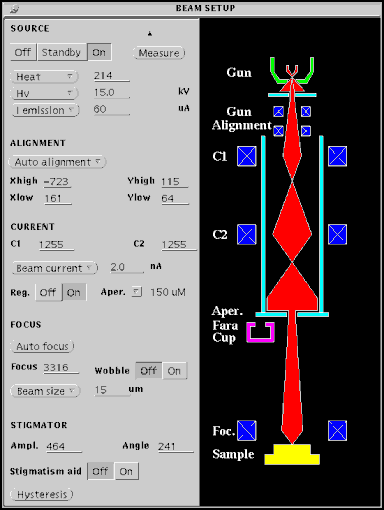 BEAM SETUP
SOURCE
Off Standby On Measure
Heat 214
Hv 15.0 kV
I emission 60 uA
ALIGNMENT
Auto alignment
Xhigh -723 Yhigh 115
Xlow 161 Ylow 64
CURRENT
C1 1255 C2 1255
Beam current 2.0 nA
Reg. Off On Aper. 150 uM
FOCUS
Auto focus
Focus 3316 Wobble Off On
Beam size 15 um
STIGMATOR
Ampl. 464 Angle 241
Stigmatism aid Off On
Hysteresis
Gun
Gun
Alignment
C1
C2
Aper.
Fara
Cup
Foc.
Sample